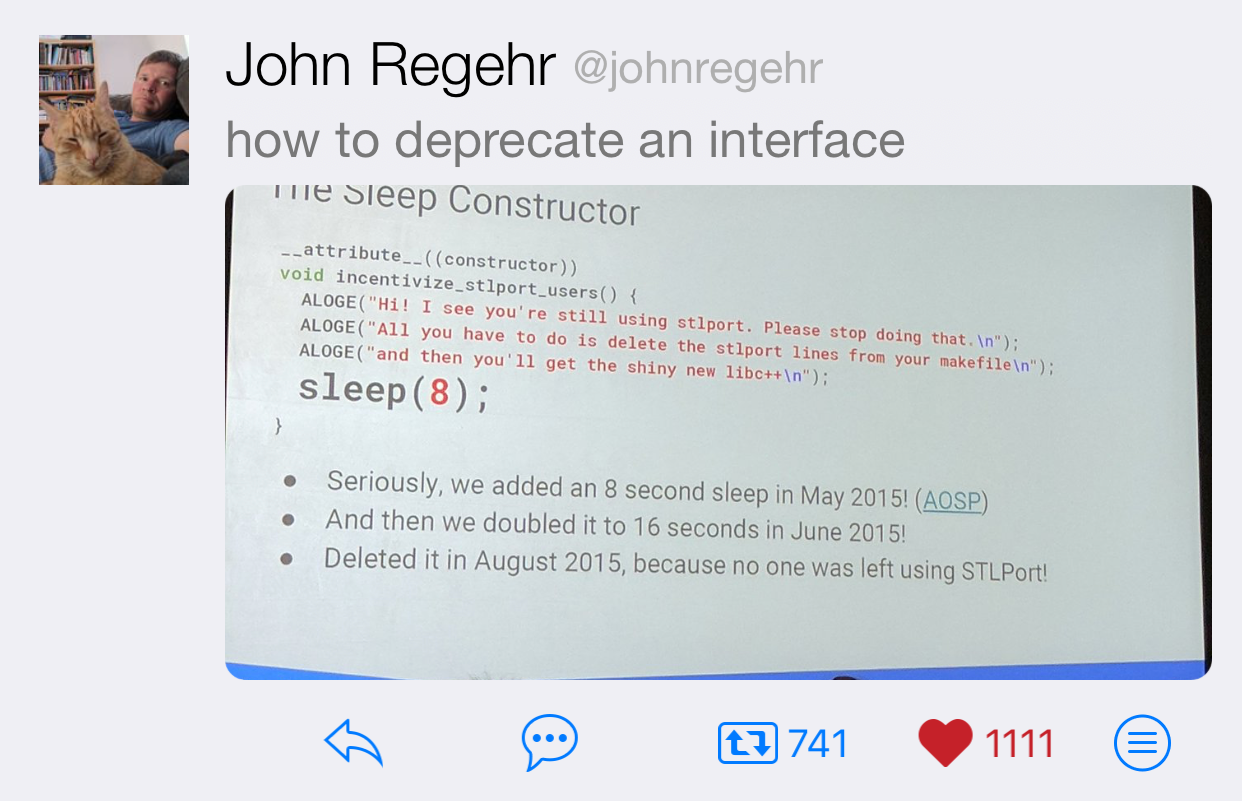 John Regehr @johnregehr
how to deprecate an interface
The Sleep Constructor
__attribute__((constructor))
void incentivize_stlport_users() {
ALOGE("Hi! I see you're still using stlport. Please stop doing that.\n");
ALOGE("All you have to do is delete the stlport lines from your makefile\n");
ALOGE("and then you'll get the shiny new libc++\n");
sleep(8);
}
● Seriously, we added an 8 second sleep in May 2015! (AOSP)
● And then we doubled it to 16 seconds in June 2015!
● Deleted it in August 2015, because no one was left using STLPort!
741 1111